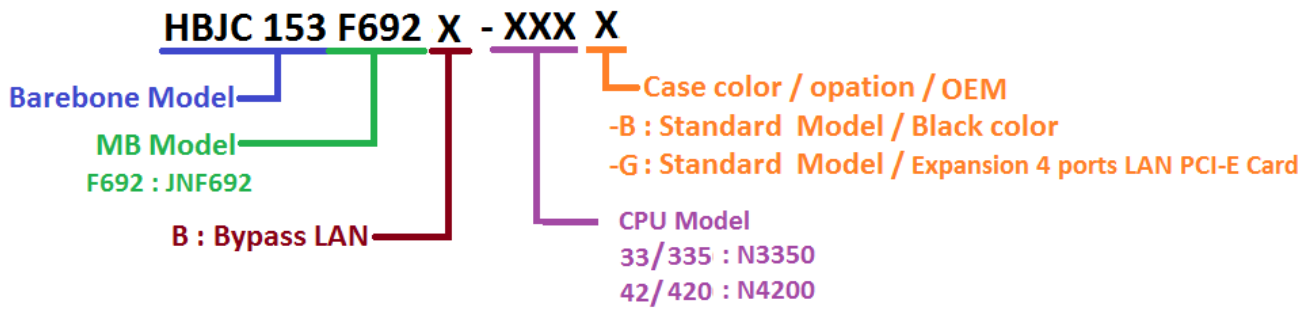 HBJC 153 F692 X - XXX X
Barebone Model
MB Model
F692 : JNF692
B : Bypass LAN
Case color / opation / OEM
-B : Standard Model / Black color
-G : Standard Model / Expansion 4 ports LAN PCI-E Card
CPU Model
33/335 : N3350
42/420 : N4200